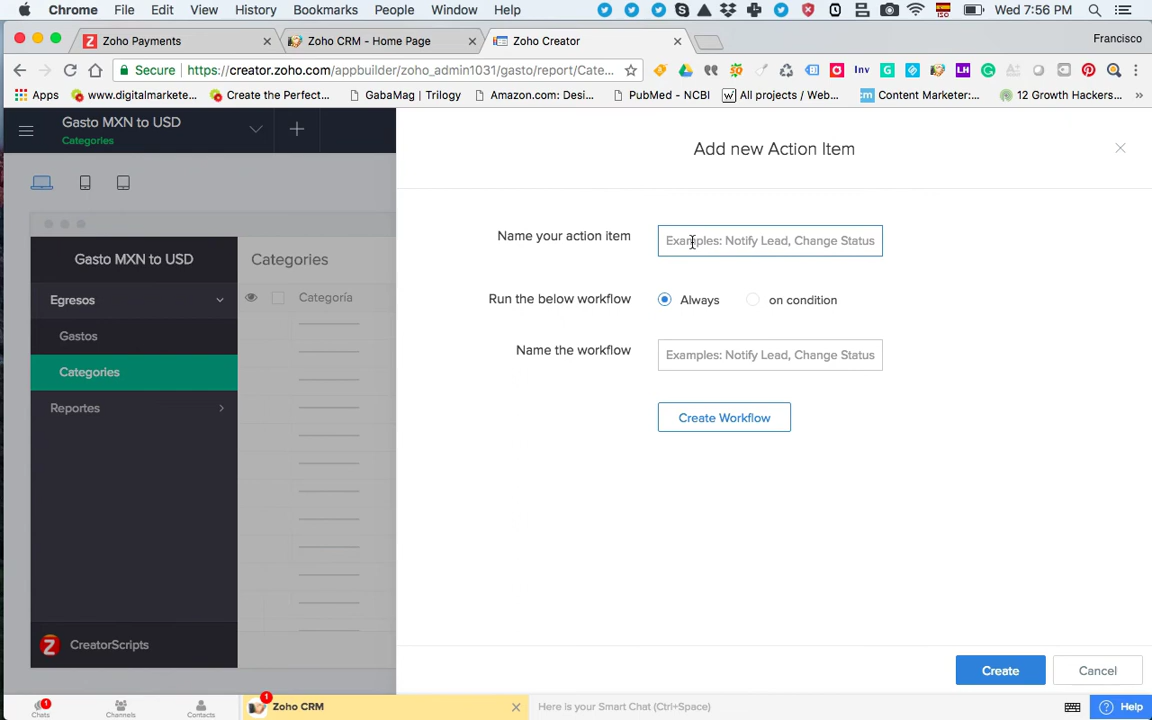 Chrome File Edit View History Bookmarks People Window Help Wed 7:56 PM
Zoho Payments Zoho CRM - Home Page Zoho Creator Francisco
Secure https://creator.zoho.com/appbuilder/zoho_admin1031/gasto/report/Cate... Inv LH
Apps www.digitalmarkete... Create the Perfect... GabaMag | Trilogy Amazon.com: Desi... PubMed - NCBI All projects / Web... Content Marketer:... 12 Growth Hackers... »
Gasto MXN to USD
Categories
Add new Action Item
Name your action item Examples: Notify Lead, Change Status
Gasto MXN to USD Categories
Egresos Categoría
Run the below workflow Always on condition
Gastos
Name the workflow Examples: Notify Lead, Change Status
Categories
Reportes
Create Workflow
CreatorScripts
Create Cancel
1 Chats Channels Contacts 1 Zoho CRM Here is your Smart Chat (Ctrl+Space) Help